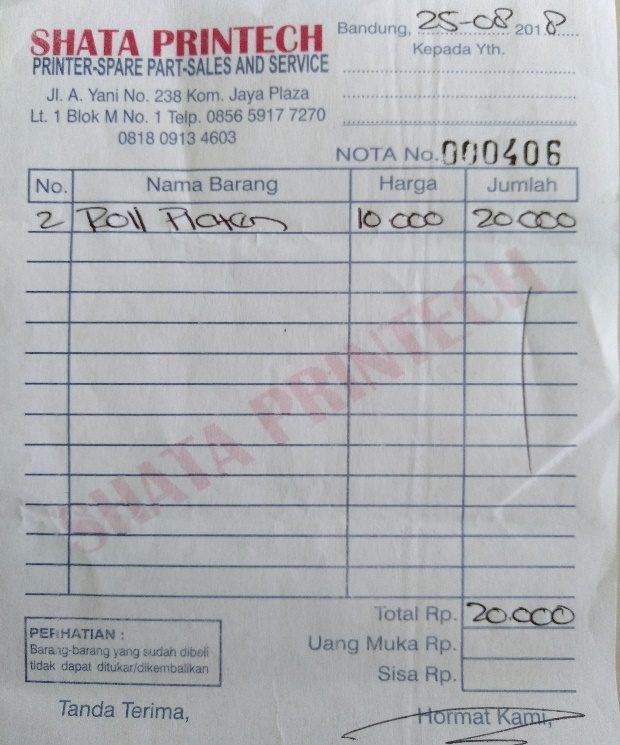 SHATA PRINTECH
PRINTER-SPARE PART-SALES AND SERVICE
Jl. A. Yani No. 238 Kom. Jaya Plaza
Lt. 1 Blok M No. 1 Telp. 0856 5917 7270
0818 0913 4603
Bandung, 25-08 2018
Kepada Yth.
NOTA No. 000406
No. Nama Barang Harga Jumlah
2 Roll Platen 10 000 20 000
SHATA PRINTECH
Total Rp. 20.000
Uang Muka Rp.
Sisa Rp.
PERHATIAN :
Barang-barang yang sudah dibeli
tidak dapat ditukar/dikembalikan
Tanda Terima, Hormat Kami,